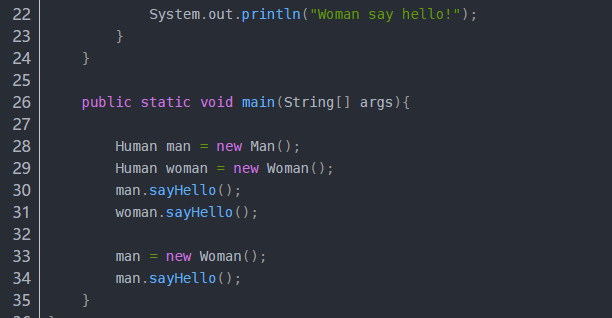 22 System.out.println("Woman say hello!");
23 }
24 }
25
26 public static void main(String[] args){
27
28 Human man = new Man();
29 Human woman = new Woman();
30 man.sayHello();
31 woman.sayHello();
32
33 man = new Woman();
34 man.sayHello();
35 }